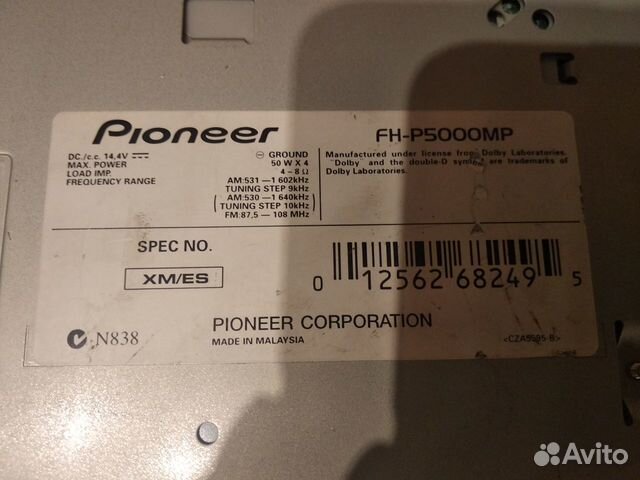 Pioneer
FH-P5000MP
DC./c.c. 14,4V ⎓ ⊖ GROUND
MAX. POWER 50 W X 4
LOAD IMP. 4-8 Ω
FREQUENCY RANGE AM:531-1 602kHz
TUNING STEP 9kHz
(AM:530-1 640kHz
TUNING STEP 10kHz)
FM:87,5-108 MHz
Manufactured under license from Dolby Laboratories.
"Dolby and the double-D symbol are trademarks of
Dolby Laboratories.
SPEC NO.
XM/ES
0 12562 68249 5
N838
PIONEER CORPORATION
MADE IN MALAYSIA
Avito